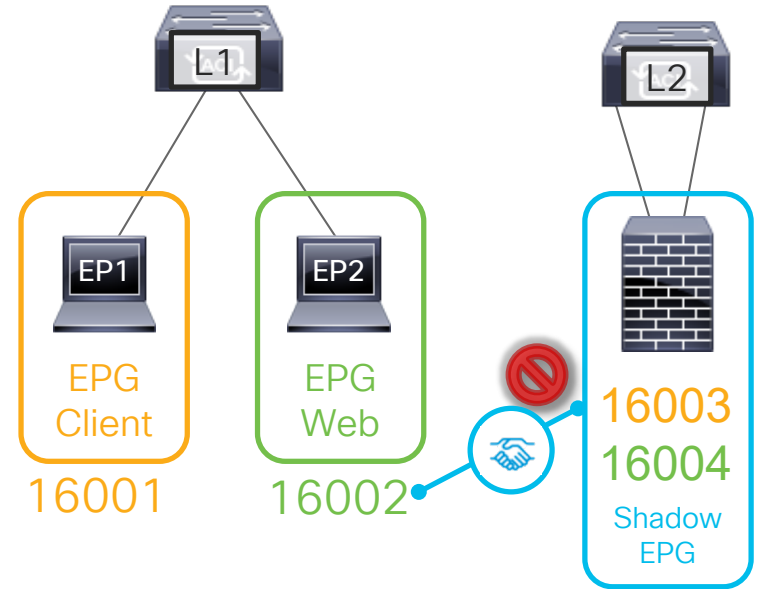 L1
L2
EP1
EP2
EPG
Client
EPG
Web
16001
16002
16003
16004
Shadow
EPG